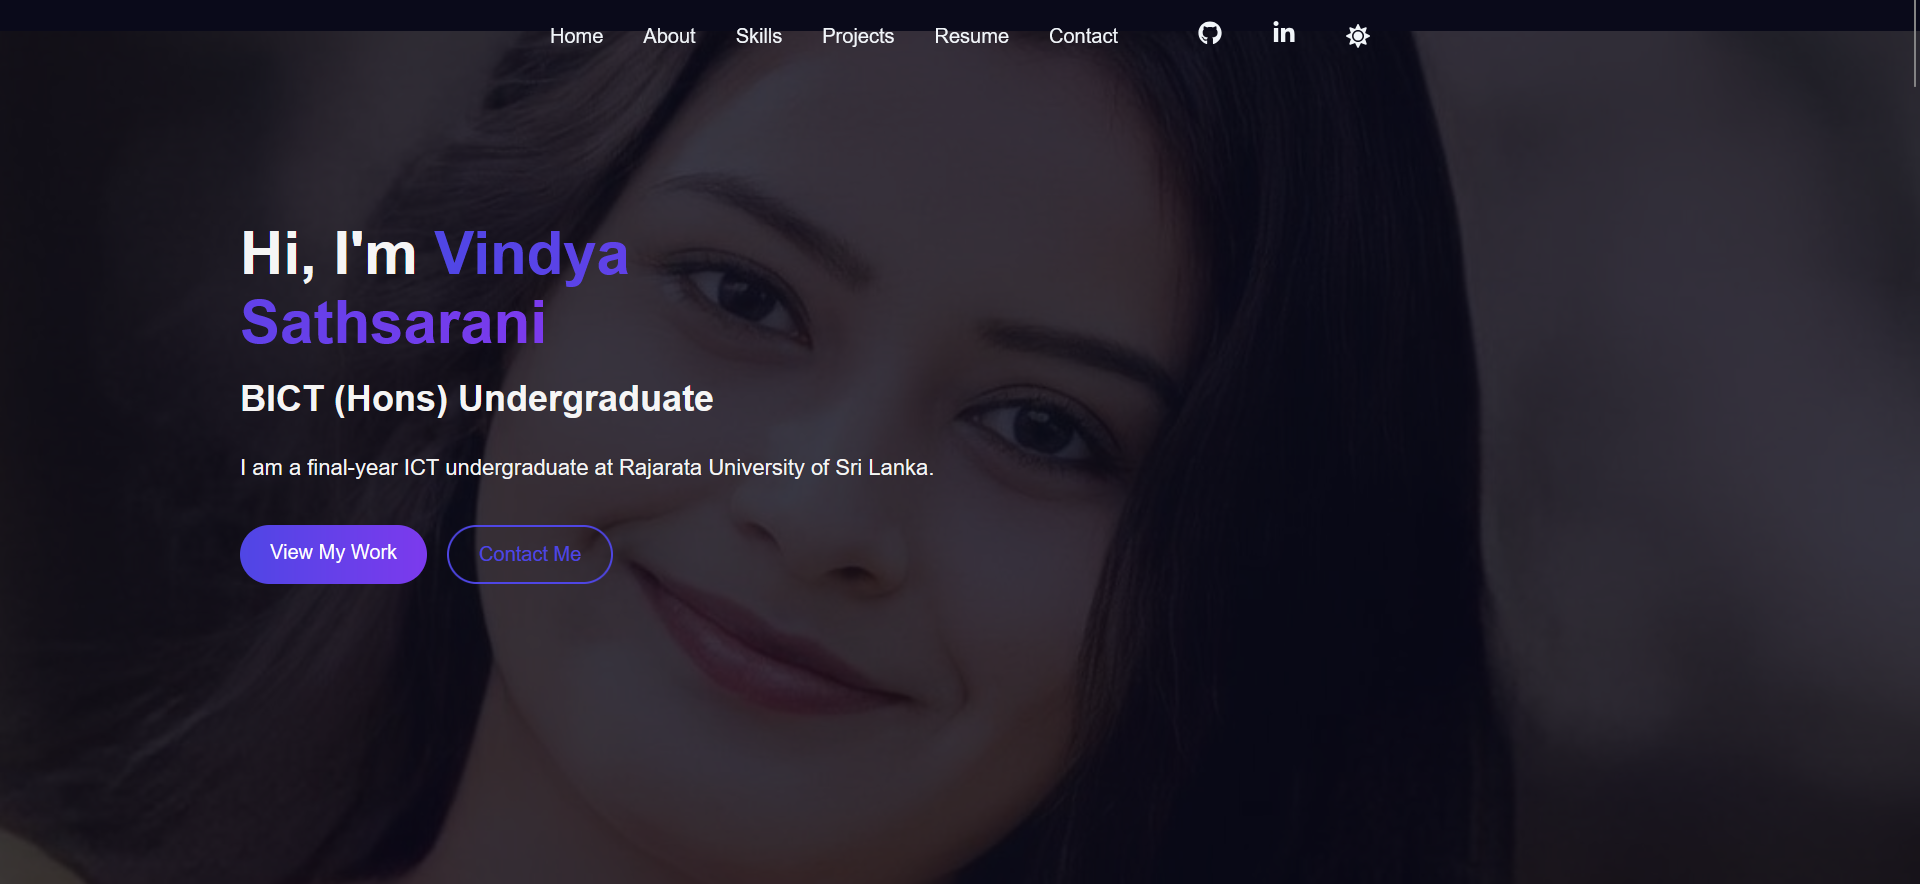 Home About Skills Projects Resume Contact
Hi, I'm Vindya
Sathsarani
BICT (Hons) Undergraduate
I am a final-year ICT undergraduate at Rajarata University of Sri Lanka.
View My Work Contact Me